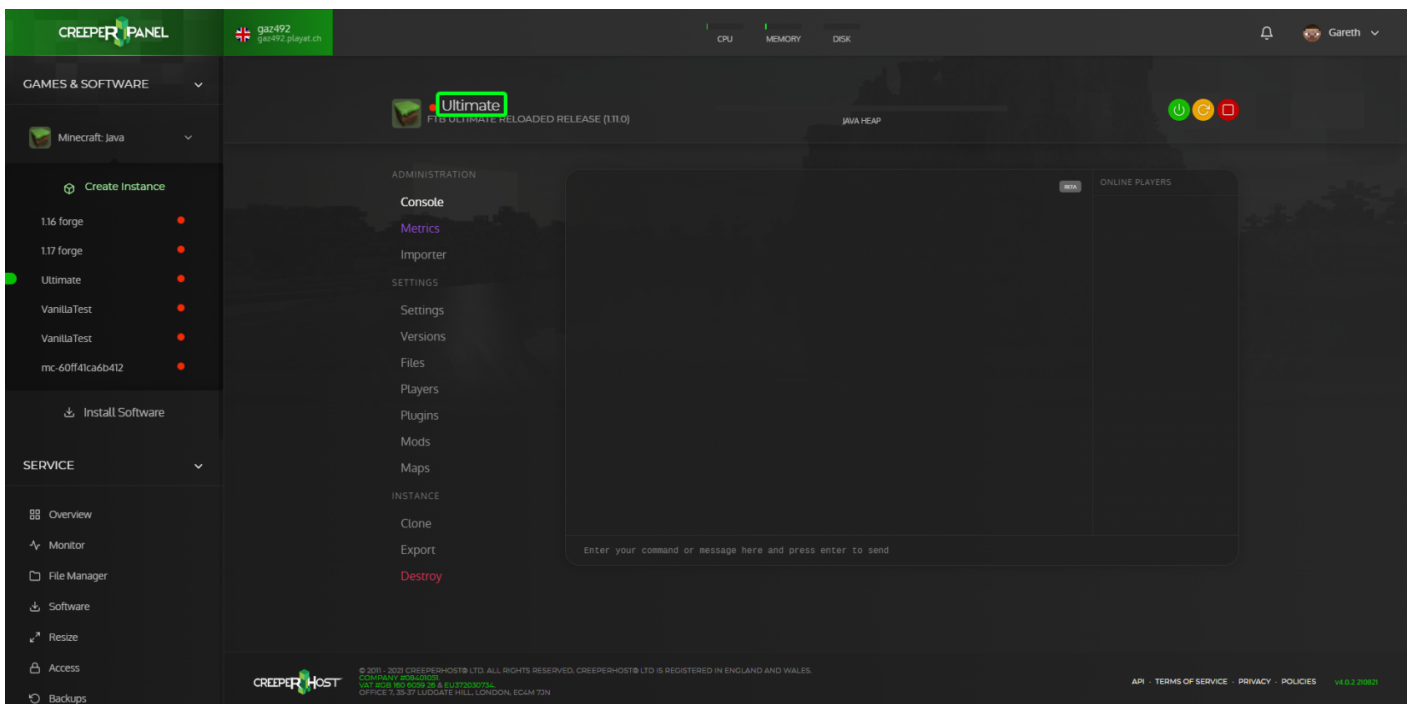 CREEPER PANEL
gaz492
gaz492.playat.ch
CPU
MEMORY
DISK
Gareth
GAMES & SOFTWARE
Minecraft: Java
Create Instance
1.16 forge
1.17 forge
Ultimate
VanillaTest
VanillaTest
mc-60ff41ca6b412
Install Software
SERVICE
Overview
Monitor
File Manager
Software
Resize
Access
Backups
Ultimate
FTB ULTIMATE RELOADED RELEASE (1.11.0)
JAVA HEAP
ADMINISTRATION
Console
Metrics
Importer
SETTINGS
Settings
Versions
Files
Players
Plugins
Mods
Maps
INSTANCE
Clone
Export
Destroy
BETA
ONLINE PLAYERS
Enter your command or message here and press enter to send
CREEPER HOST
© 2011 - 2021 CREEPERHOST® LTD. ALL RIGHTS RESERVED. CREEPERHOST® LTD IS REGISTERED IN ENGLAND AND WALES.
COMPANY #08401051.
VAT #GB 160 6039 26 & EU372030734.
OFFICE 7, 35-37 LUDGATE HILL, LONDON, EC4M 7JN
API · TERMS OF SERVICE · PRIVACY · POLICIES
v4.0.2 210821